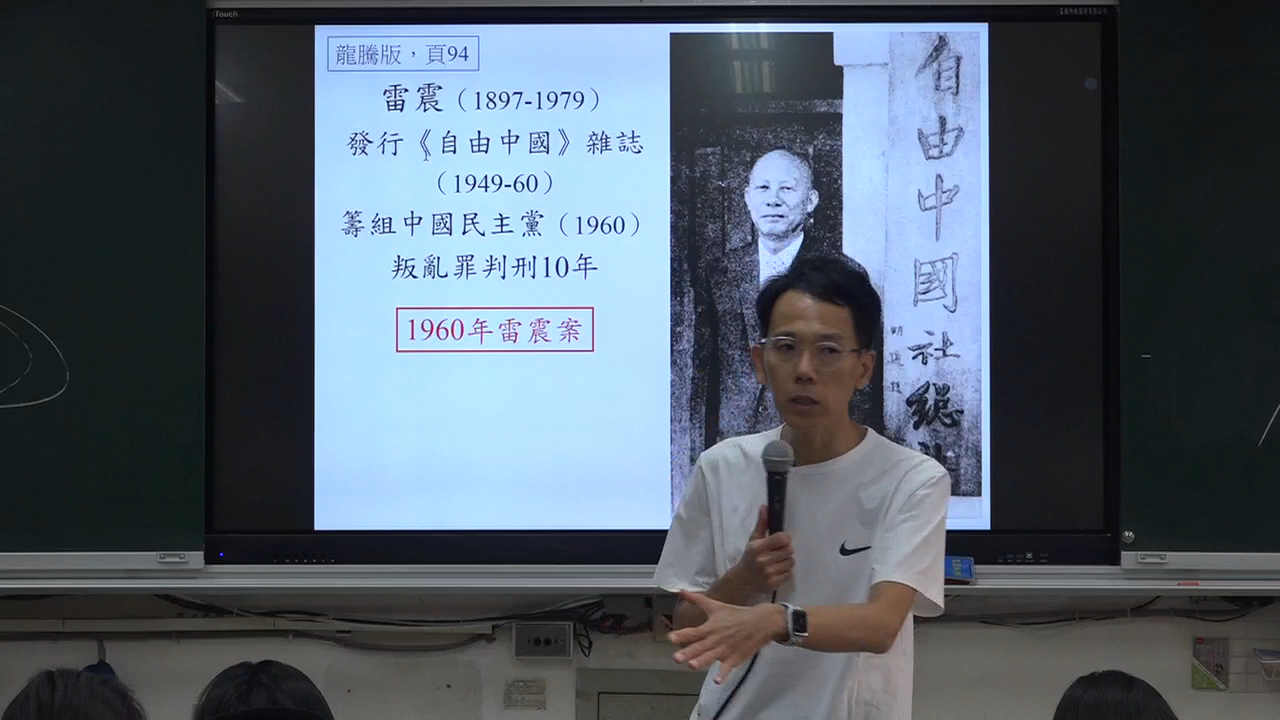 iTouch
龍騰版，頁94
雷震（1897-1979）
發行《自由中國》雜誌
（1949-60）
籌組中國民主黨（1960）
叛亂罪判刑10年
1960年雷震案
自由中國社